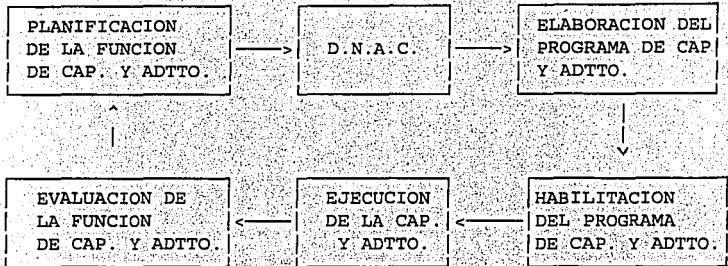 PLANIFICACION
DE LA FUNCION
DE CAP. Y ADTTO.
D.N.A.C.
ELABORACION DEL
PROGRAMA DE CAP
Y ADTTO.
HABILITACION
DEL PROGRAMA
DE CAP. Y ADTTO.
EJECUCION
DE LA CAP.
Y ADTTO.
EVALUACION DE
LA FUNCION
DE CAP. Y ADTTO.